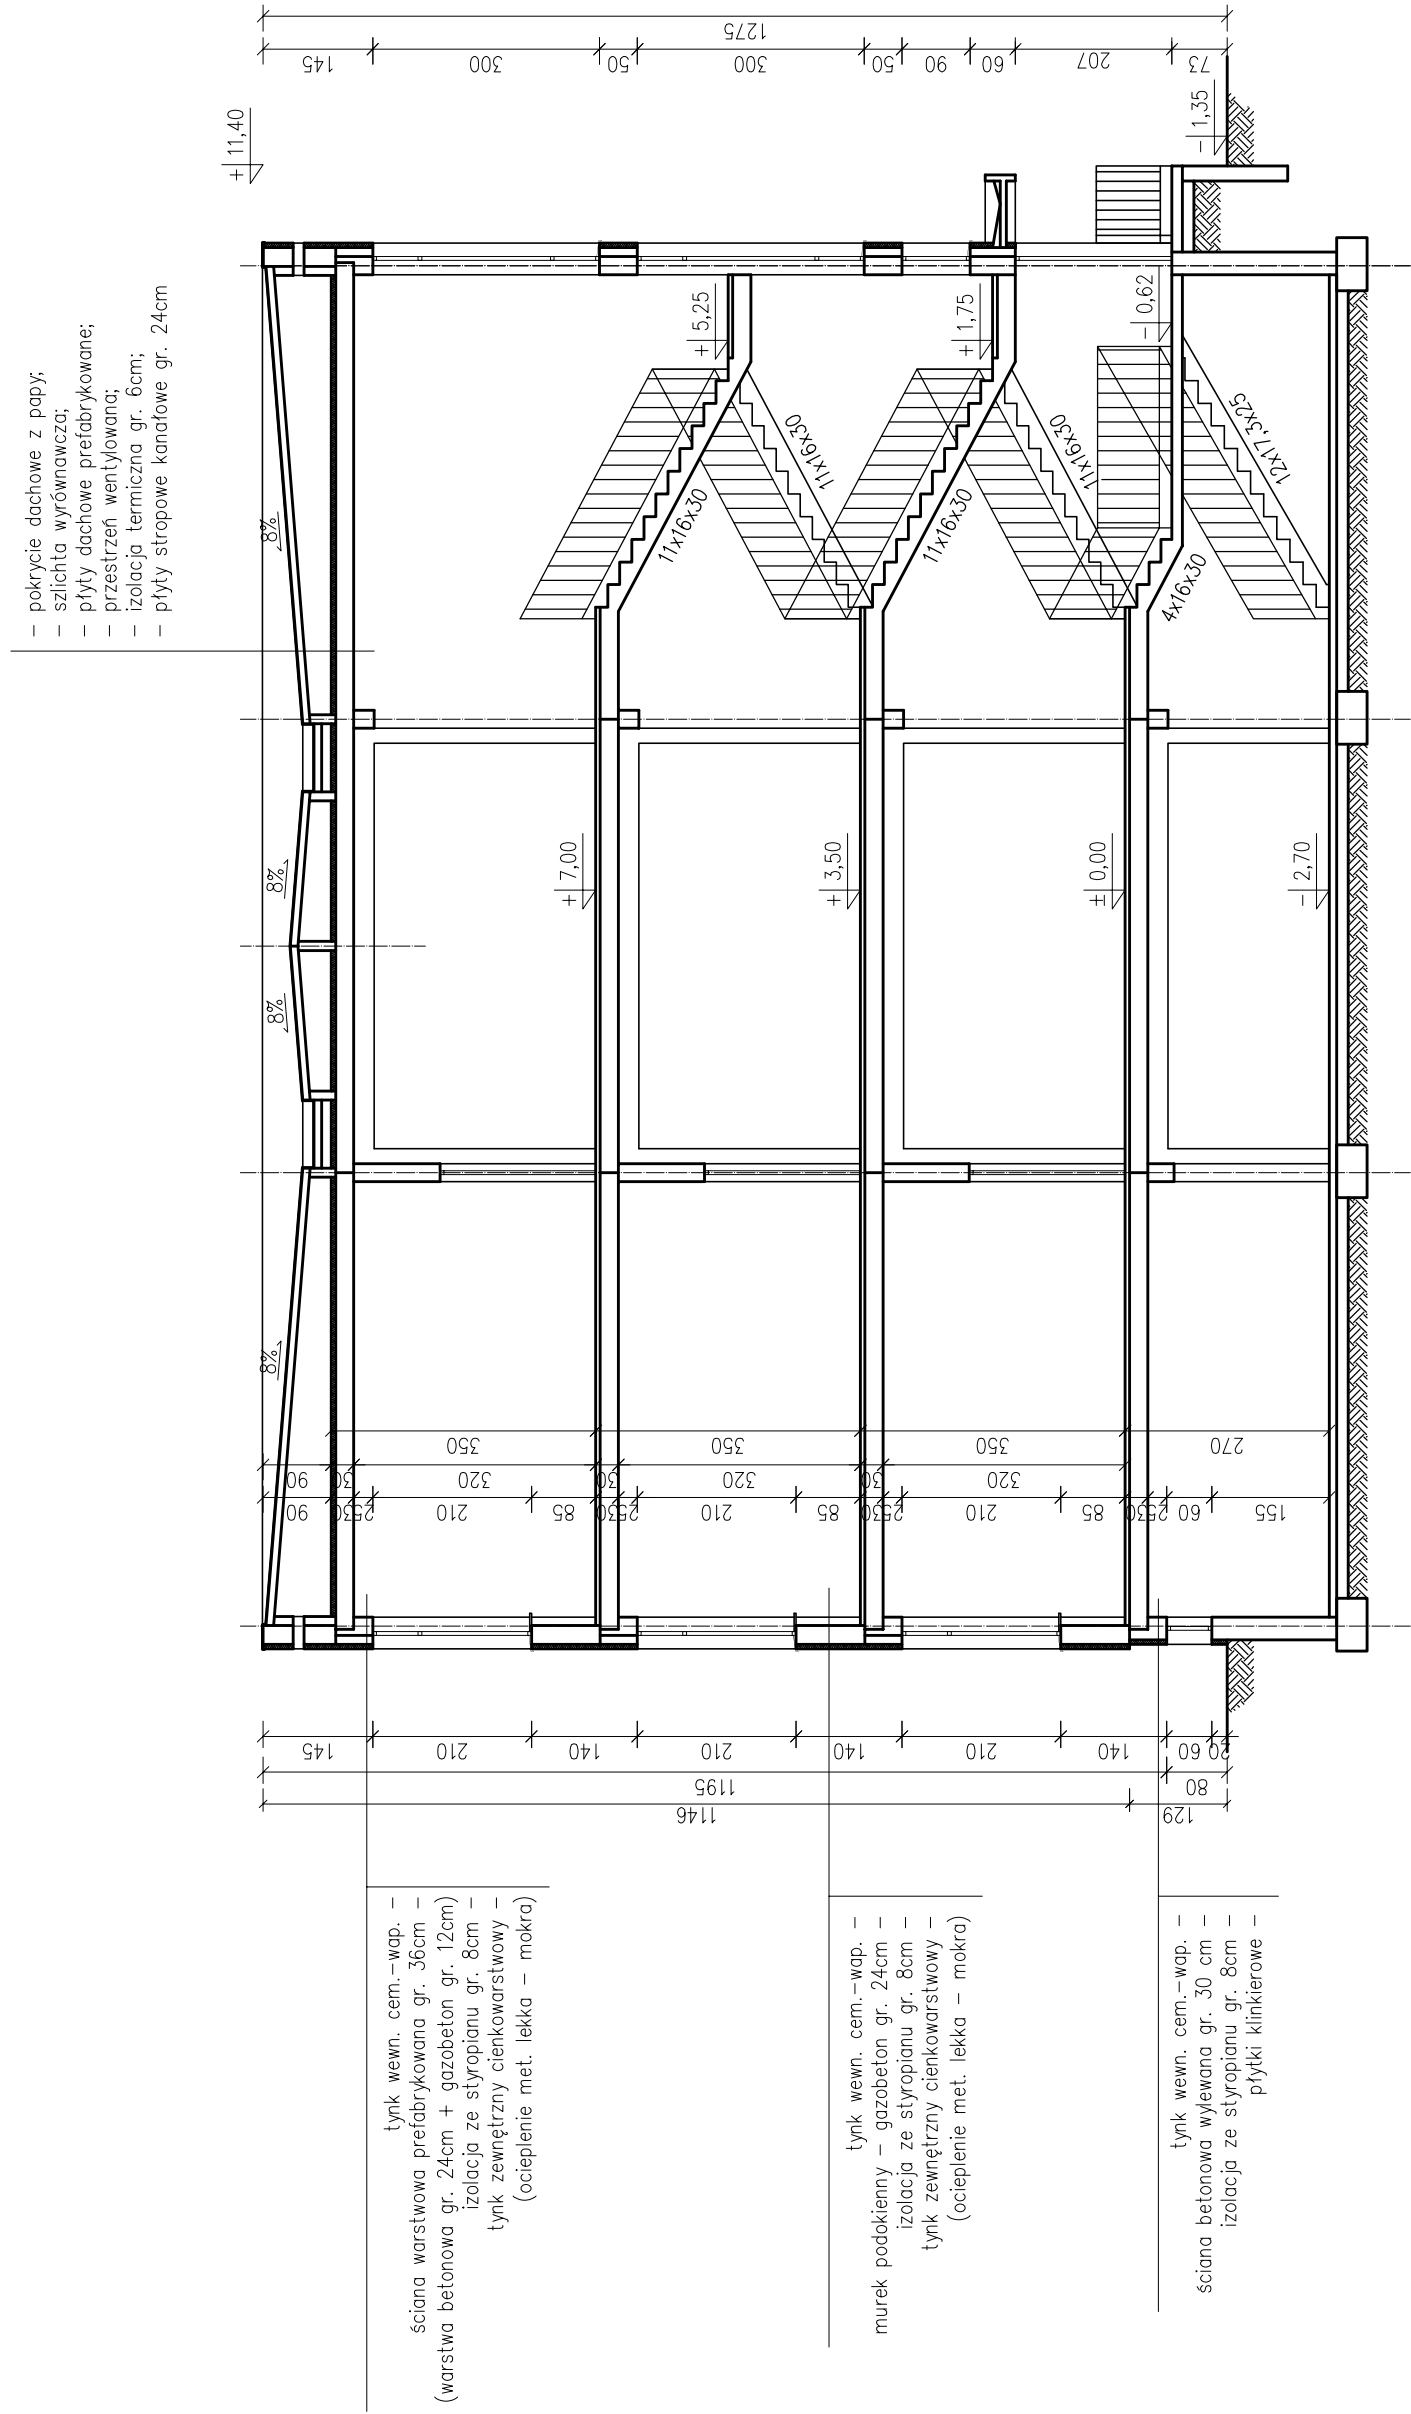 - pokrycie dachowe z papy;
- szlichta wyrównawcza;
- płyty dachowe prefabrykowane;
- przestrzeń wentylowana;
- izolacja termiczna gr. 6cm;
- płyty stropowe kanałowe gr. 24cm
+ 11,40
145
300
50
300
50
90
60
207
73
1275
- 1,35
8%
8%
8%
8%
+ 5,25
+ 1,75
- 0,62
11x16x30
11x16x30
11x16x30
11x16x30
4x16x30
12x17,3x25
+ 7,00
+ 3,50
± 0,00
- 2,70
350
350
350
270
90
30
320
30
320
30
320
90
25
30
210
85
25
30
210
85
25
30
210
85
25
30
60
155
145
210
140
210
140
210
140
60
20
1195
80
1146
129
tynk wewn. cem.-wap. -
ściana warstwowa prefabrykowana gr. 36cm -
(warstwa betonowa gr. 24cm + gazobeton gr. 12cm)
izolacja ze styropianu gr. 8cm -
tynk zewnętrzny cienkowarstwowy -
(ocieplenie met. lekka - mokra)
tynk wewn. cem.-wap. -
murek podokienny - gazobeton gr. 24cm -
izolacja ze styropianu gr. 8cm -
tynk zewnętrzny cienkowarstwowy -
(ocieplenie met. lekka - mokra)
tynk wewn. cem.-wap. -
ściana betonowa wylewana gr. 30 cm -
izolacja ze styropianu gr. 8cm -
płytki klinkierowe -